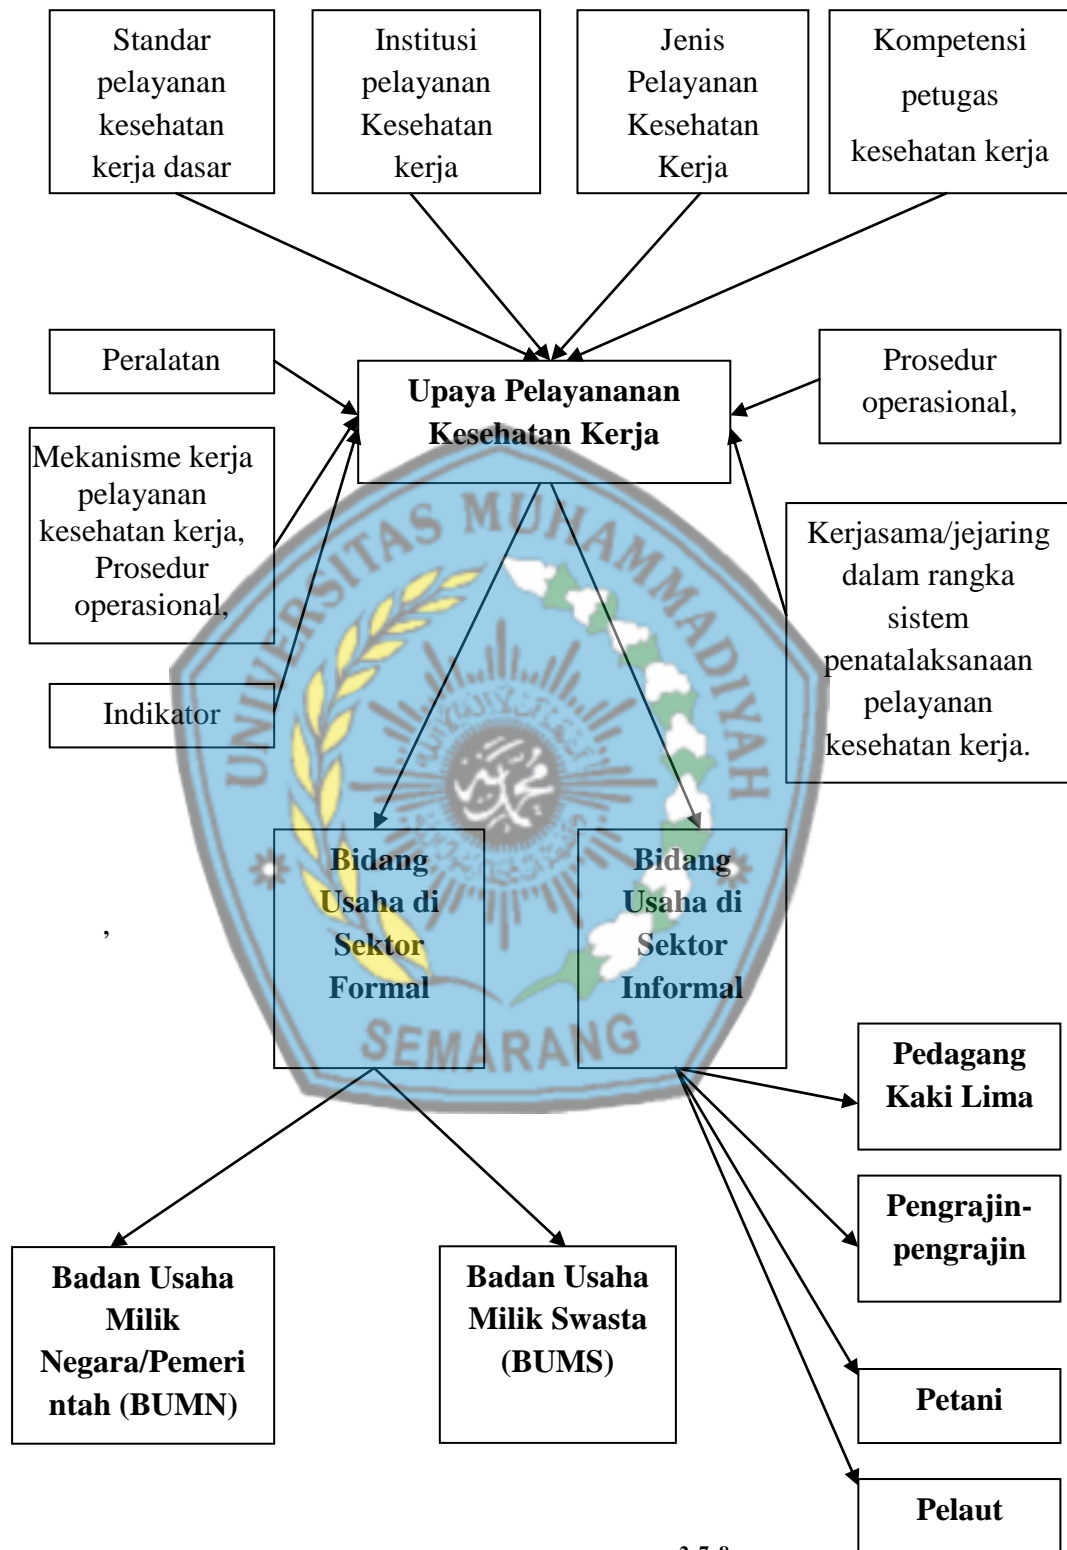 Standar
pelayanan
kesehatan
kerja dasar
Institusi
pelayanan
Kesehatan
kerja
Jenis
Pelayanan
Kesehatan
Kerja
Kompetensi
petugas
kesehatan kerja
Peralatan
Upaya Pelayananan
Kesehatan Kerja
Prosedur
operasional,
Mekanisme kerja
pelayanan
kesehatan kerja,
Prosedur
operasional,
Kerjasama/jejaring
dalam rangka
sistem
penatalaksanaan
pelayanan
kesehatan kerja.
Indikator
UNIVERSITAS MUHAMMADIYAH
SEMARANG
Bidang
Usaha di
Sektor
Formal
Bidang
Usaha di
Sektor
Informal
,
Pedagang
Kaki Lima
Pengrajin-
pengrajin
Badan Usaha
Milik
Negara/Pemeri
ntah (BUMN)
Badan Usaha
Milik Swasta
(BUMS)
Petani
Pelaut